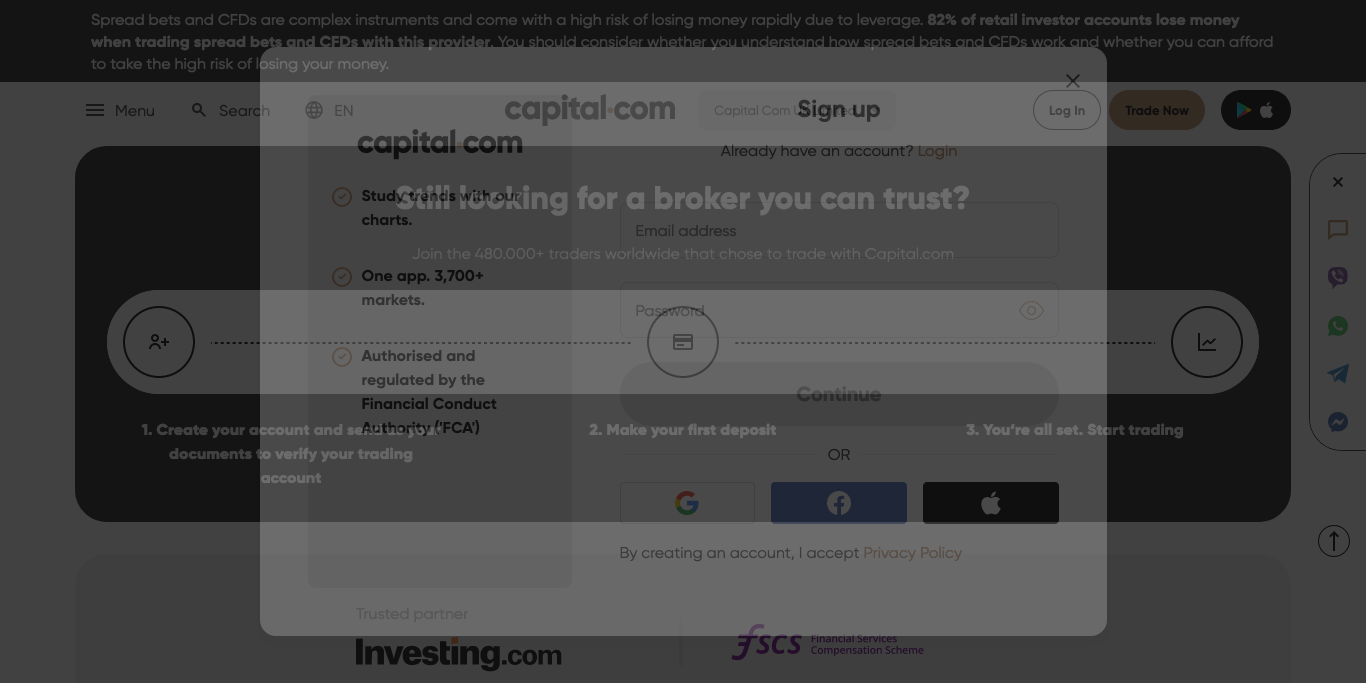 Spread bets and CFDs are complex instruments and come with a high risk of losing money rapidly due to leverage. 82% of retail investor accounts lose money
when trading spread bets and CFDs with this provider. You should consider whether you understand how spread bets and CFDs work and whether you can afford
to take the high risk of losing your money.
Menu
Search
EN
capital.com
Capital Com
Log In
Trade Now
Sign up
Already have an account? Login
capital.com
Study trends with our
charts.
One app. 3,700+
markets.
Authorised and
regulated by the
Financial Conduct
Authority ('FCA')
Still looking for a broker you can trust?
Join the 480.000+ traders worldwide that chose to trade with Capital.com
Email address
Password
Continue
OR
By creating an account, I accept Privacy Policy
1. Create your account and send us your
documents to verify your trading
account
2. Make your first deposit
3. You're all set. Start trading
Trusted partner
Investing.com
FSCS
Financial Services
Compensation Scheme